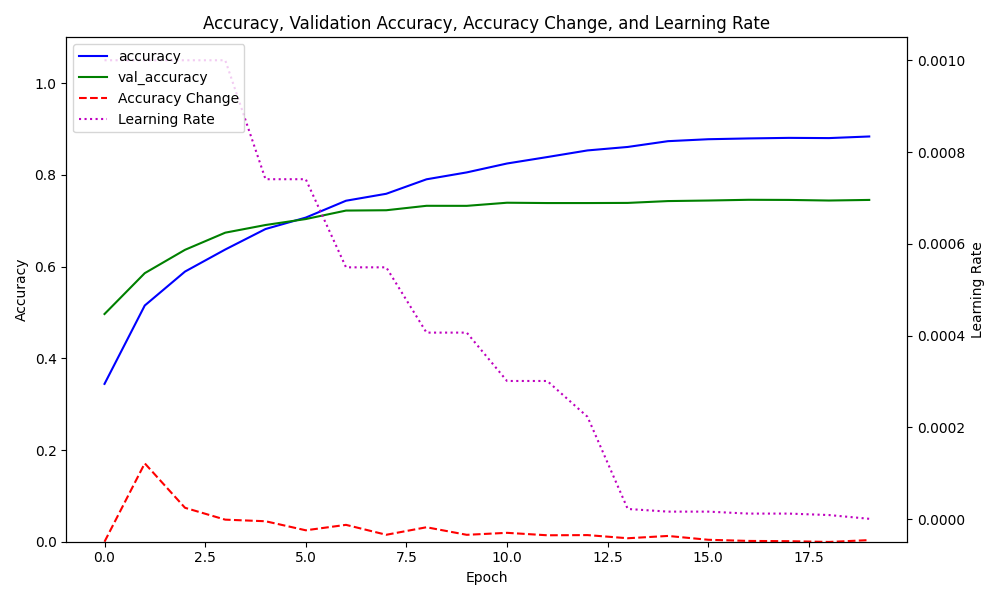 Accuracy, Validation Accuracy, Accuracy Change, and Learning Rate
accuracy
val_accuracy
Accuracy Change
Learning Rate
1.0
0.8
0.6
0.4
0.2
0.0
Accuracy
0.0010
0.0008
0.0006
0.0004
0.0002
0.0000
Learning Rate
0.0 2.5 5.0 7.5 10.0 12.5 15.0 17.5
Epoch